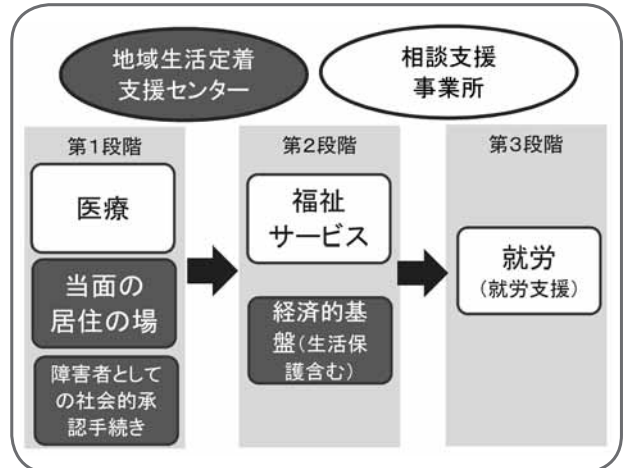 地域生活定着
支援センター
相談支援
事業所
第1段階
医療
当面の
居住の場
障害者として
の社会的承
認手続き
第2段階
福祉
サービス
経済的基
盤(生活保
護含む)
第3段階
就労
(就労支援)